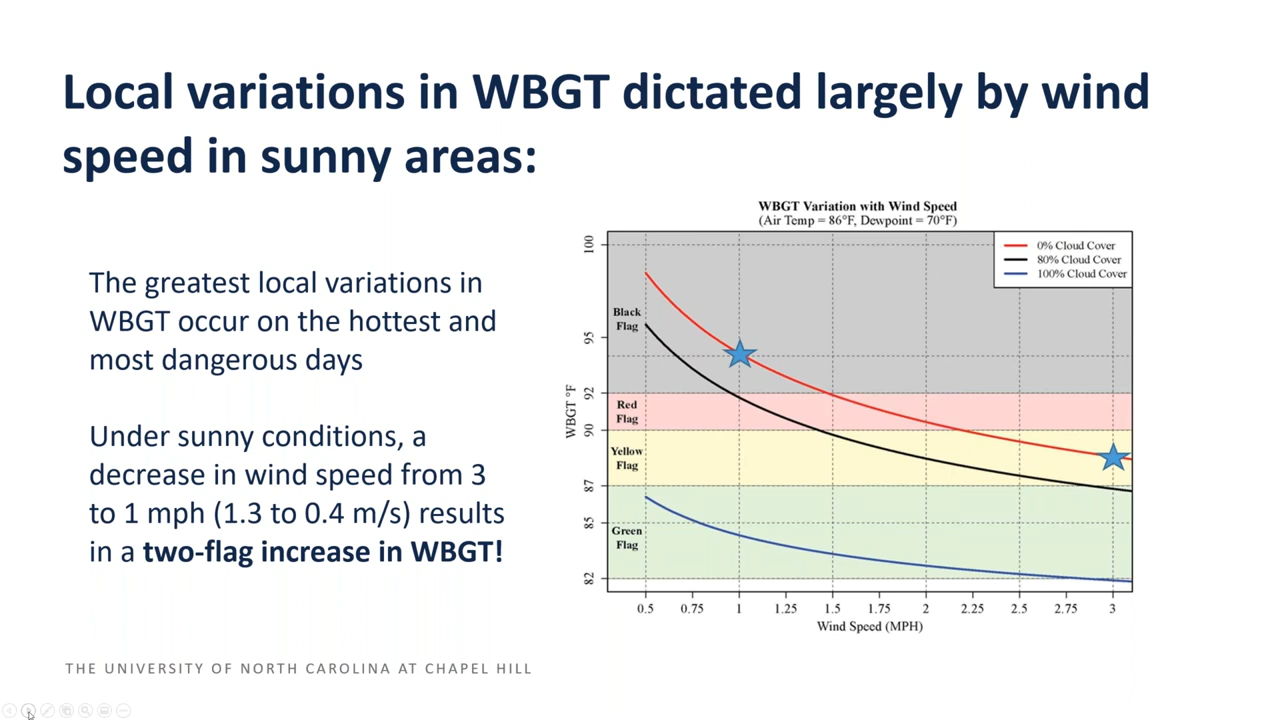 Local variations in WBGT dictated largely by wind
speed in sunny areas:
The greatest local variations in
WBGT occur on the hottest and
most dangerous days
Under sunny conditions, a
decrease in wind speed from 3
to 1 mph (1.3 to 0.4 m/s) results
in a two-flag increase in WBGT!
WBGT Variation with Wind Speed
(Air Temp = 86°F, Dewpoint = 70°F)
0% Cloud Cover
80% Cloud Cover
100% Cloud Cover
WBGT °F
100
95
92
90
87
85
82
Black
Flag
Red
Flag
Yellow
Flag
Green
Flag
0.5 0.75 1 1.25 1.5 1.75 2 2.25 2.5 2.75 3
Wind Speed (MPH)
THE UNIVERSITY OF NORTH CAROLINA AT CHAPEL HILL